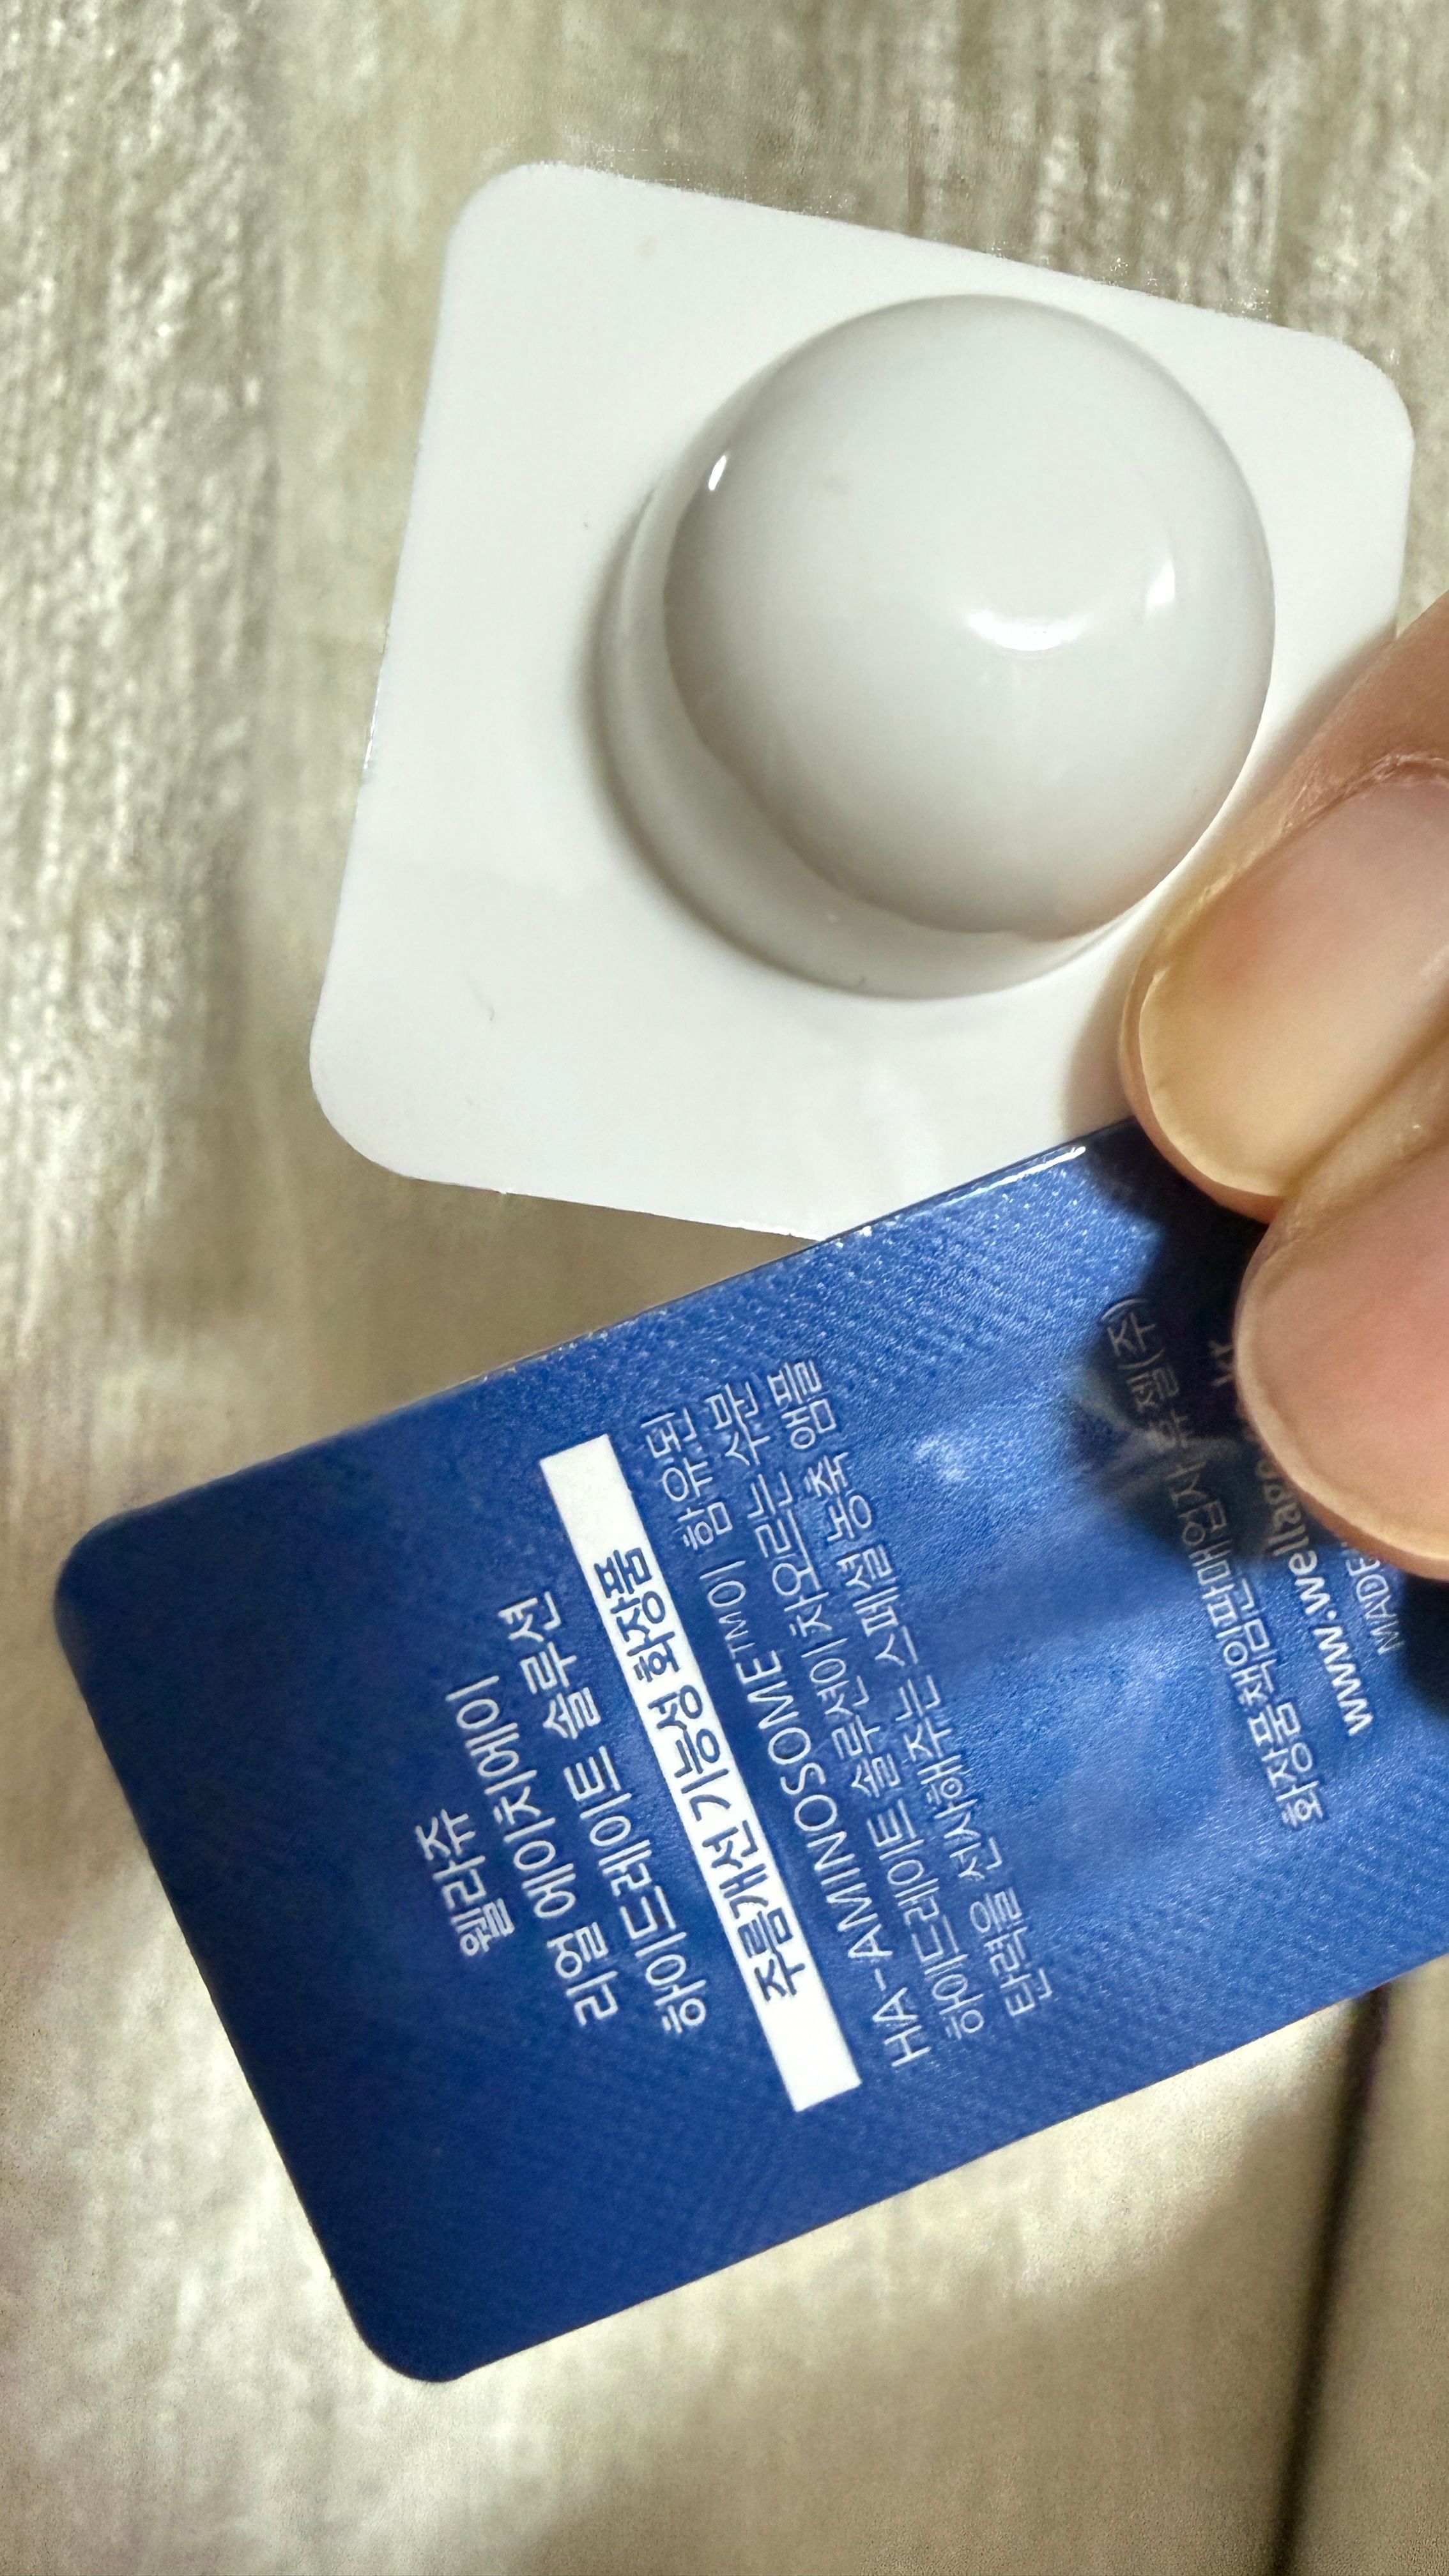 웰라쥬
리얼 에이치에이이
하이드레이트 솔루션
주름개선 기능성 화장품
HA-AMINOSOME™이 함유된
하이드레이트 솔루션이 차오르는 수분
탄력을 선사해주는 스페셜 농축 앰플
화장품책임판매업자 휴젤(주)
MADE